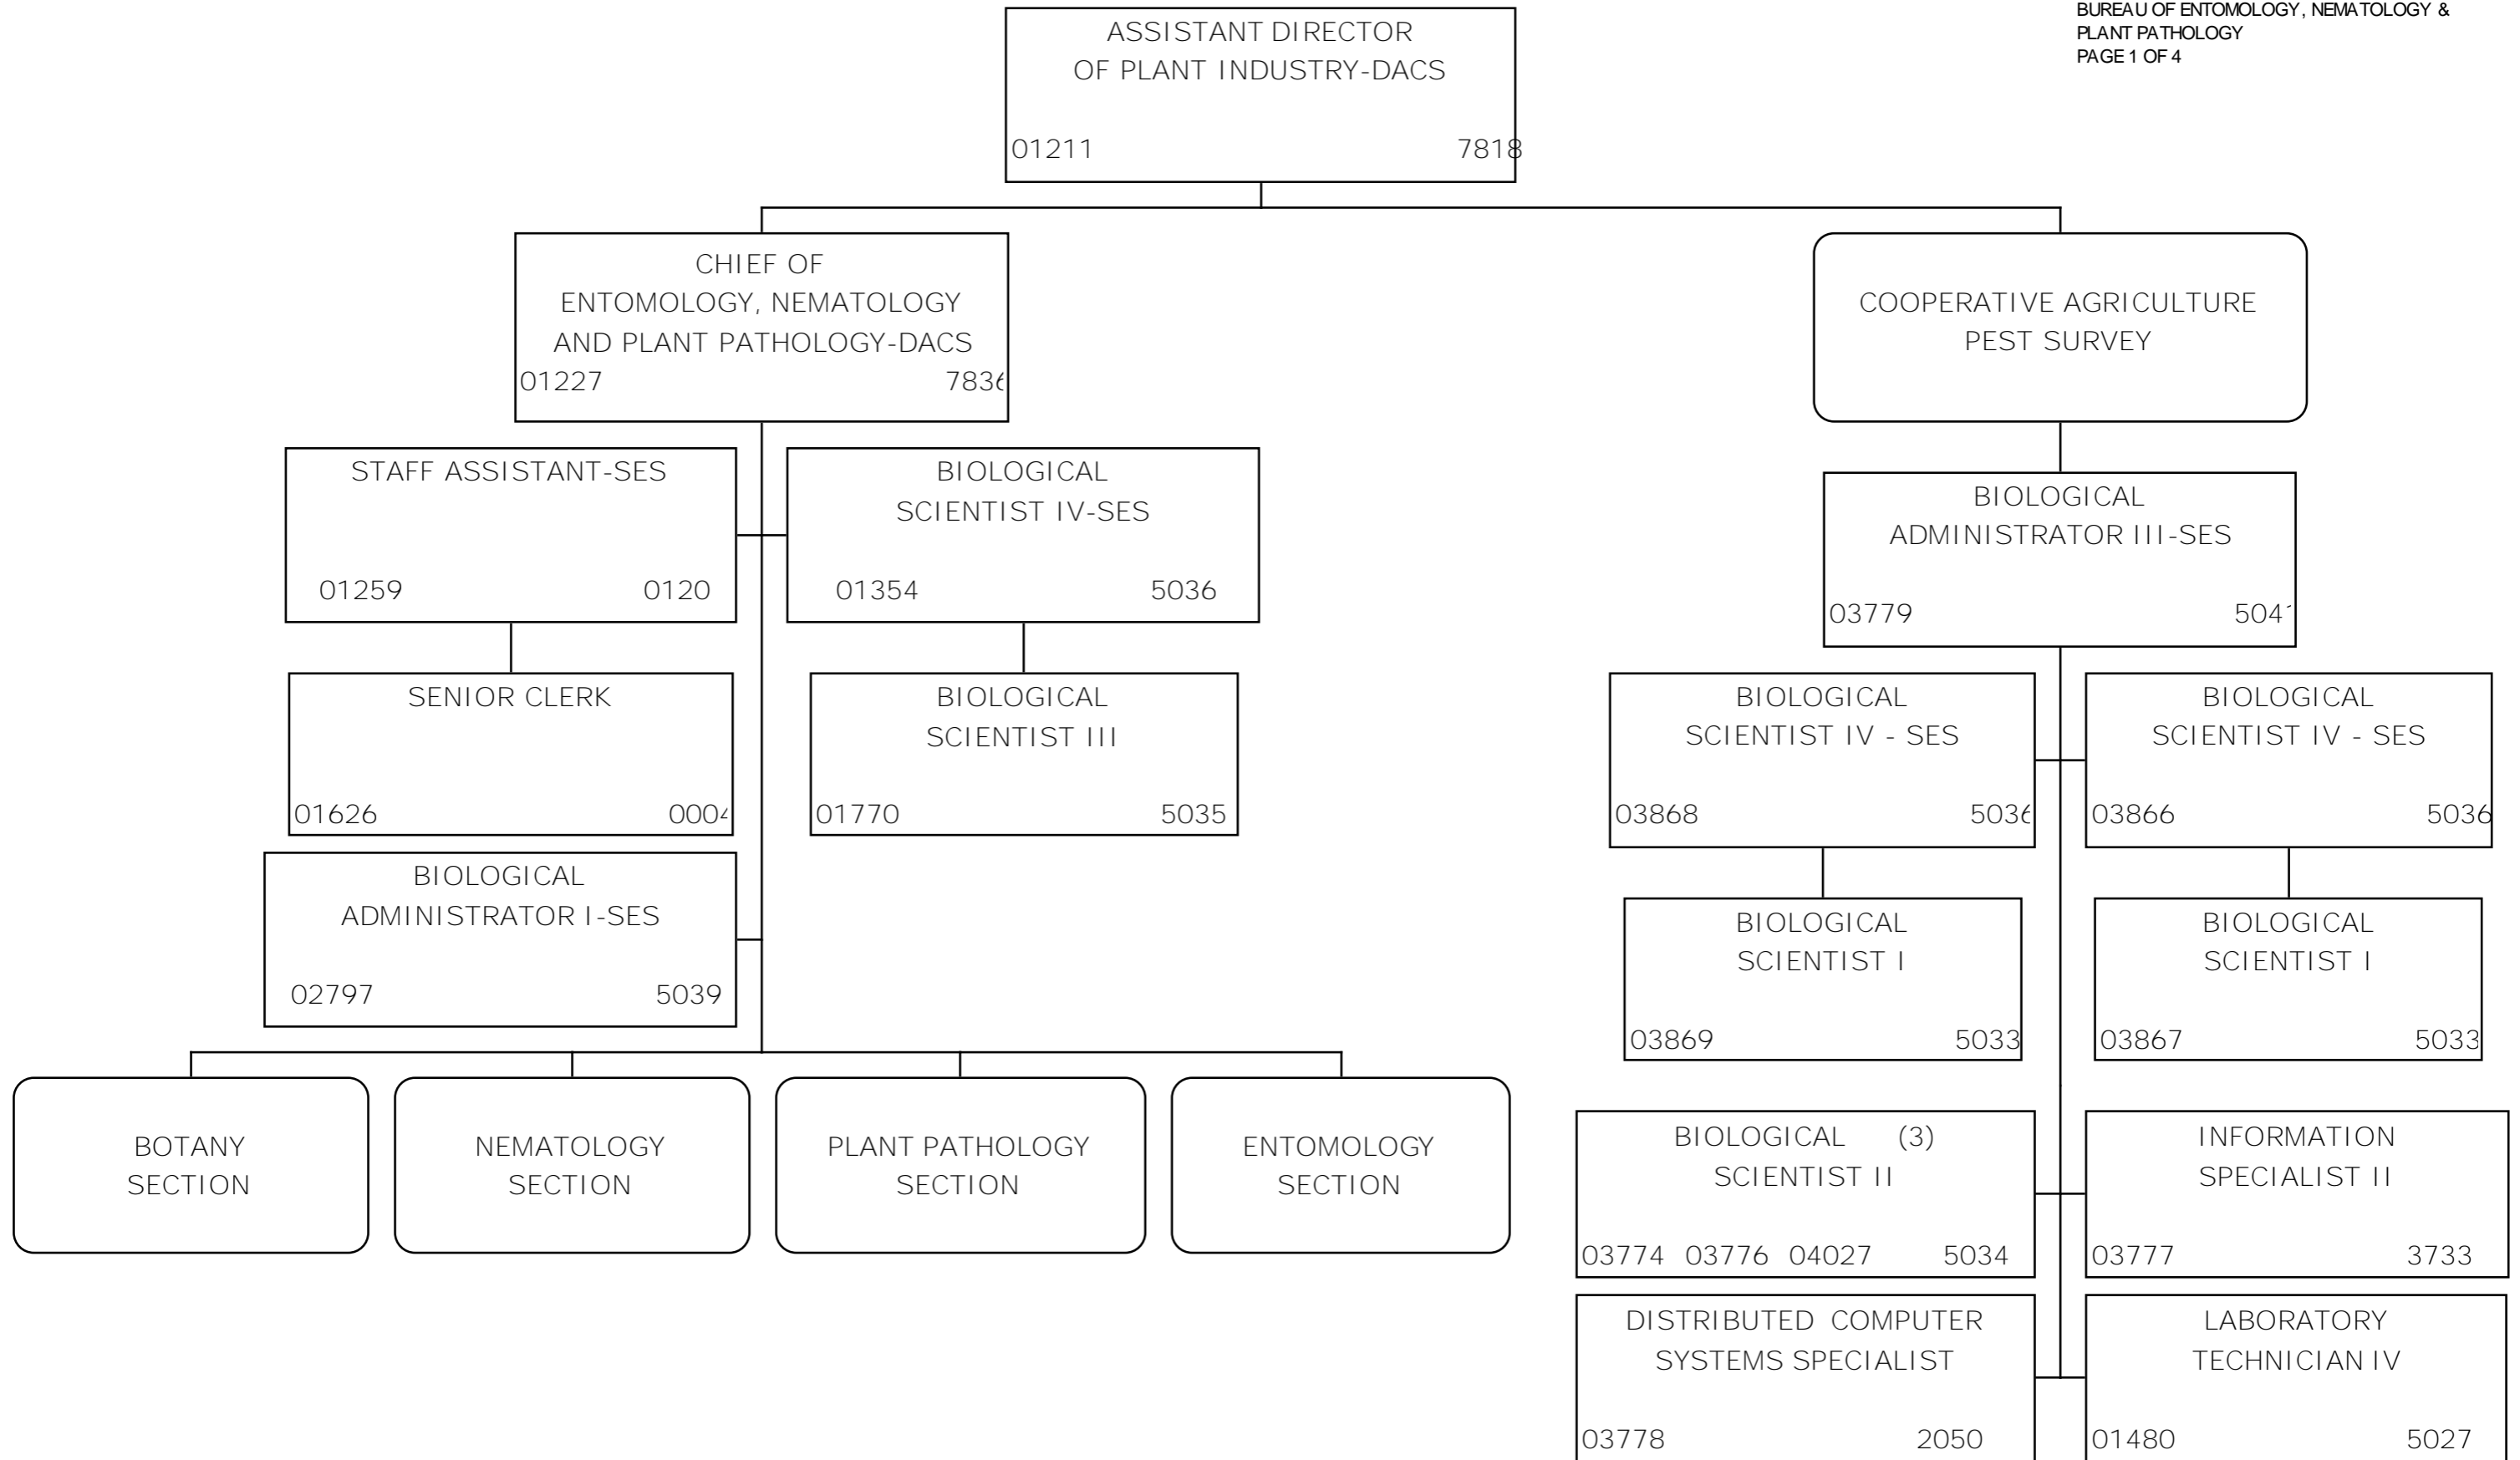 BUREAU OF ENTOMOLOGY, NEMATOLOGY &
PLANT PATHOLOGY
PAGE 1 OF 4
ASSISTANT DIRECTOR
OF PLANT INDUSTRY-DACS
01211 7818
CHIEF OF
ENTOMOLOGY, NEMATOLOGY
AND PLANT PATHOLOGY-DACS
01227 7836
COOPERATIVE AGRICULTURE
PEST SURVEY
STAFF ASSISTANT-SES
01259 0120
BIOLOGICAL
SCIENTIST IV-SES
01354 5036
SENIOR CLERK
01626 0004
BIOLOGICAL
SCIENTIST III
01770 5035
BIOLOGICAL
ADMINISTRATOR I-SES
02797 5039
BOTANY
SECTION
NEMATOLOGY
SECTION
PLANT PATHOLOGY
SECTION
ENTOMOLOGY
SECTION
BIOLOGICAL
ADMINISTRATOR III-SES
03779
BIOLOGICAL
SCIENTIST IV - SES
03868 5036
BIOLOGICAL
SCIENTIST IV - SES
03866 5036
BIOLOGICAL
SCIENTIST I
03869 5033
BIOLOGICAL
SCIENTIST I
03867 5033
BIOLOGICAL (3)
SCIENTIST II
03774 03776 04027 5034
INFORMATION
SPECIALIST II
03777 3733
DISTRIBUTED COMPUTER
SYSTEMS SPECIALIST
03778 2050
LABORATORY
TECHNICIAN IV
01480 5027